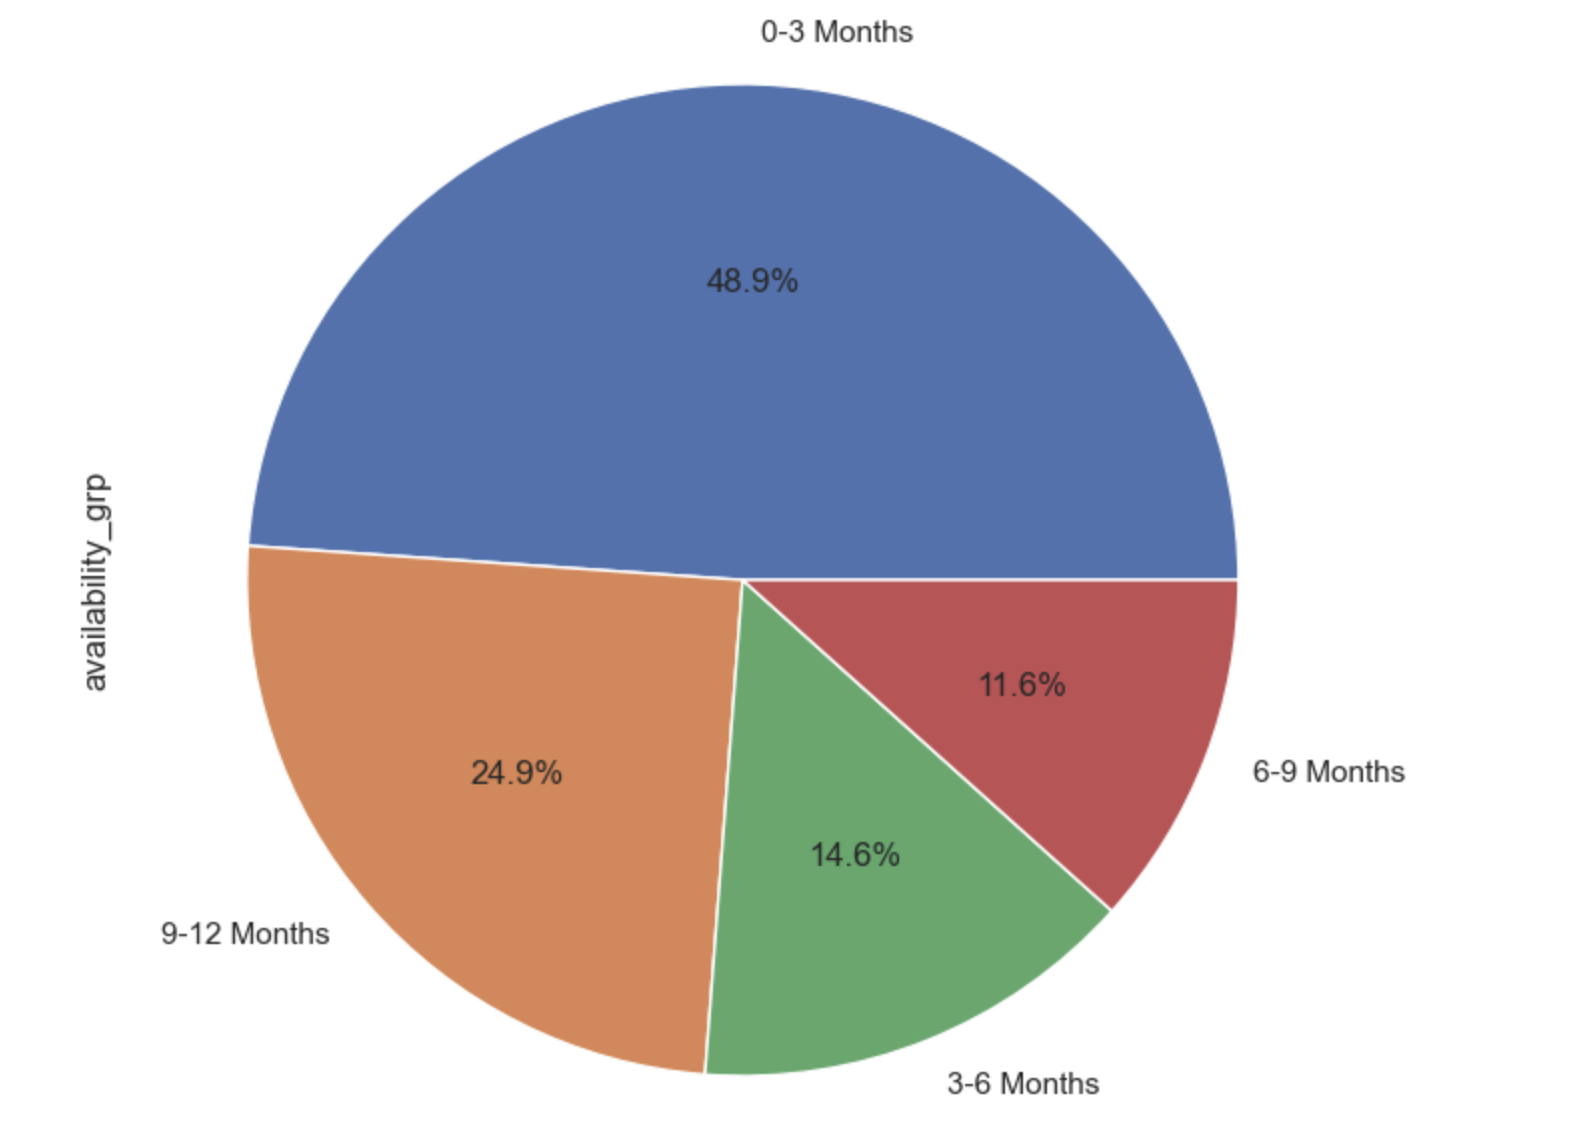 0-3 Months
48.9%
availability_grp
11.6%
24.9%
6-9 Months
14.6%
9-12 Months
3-6 Months